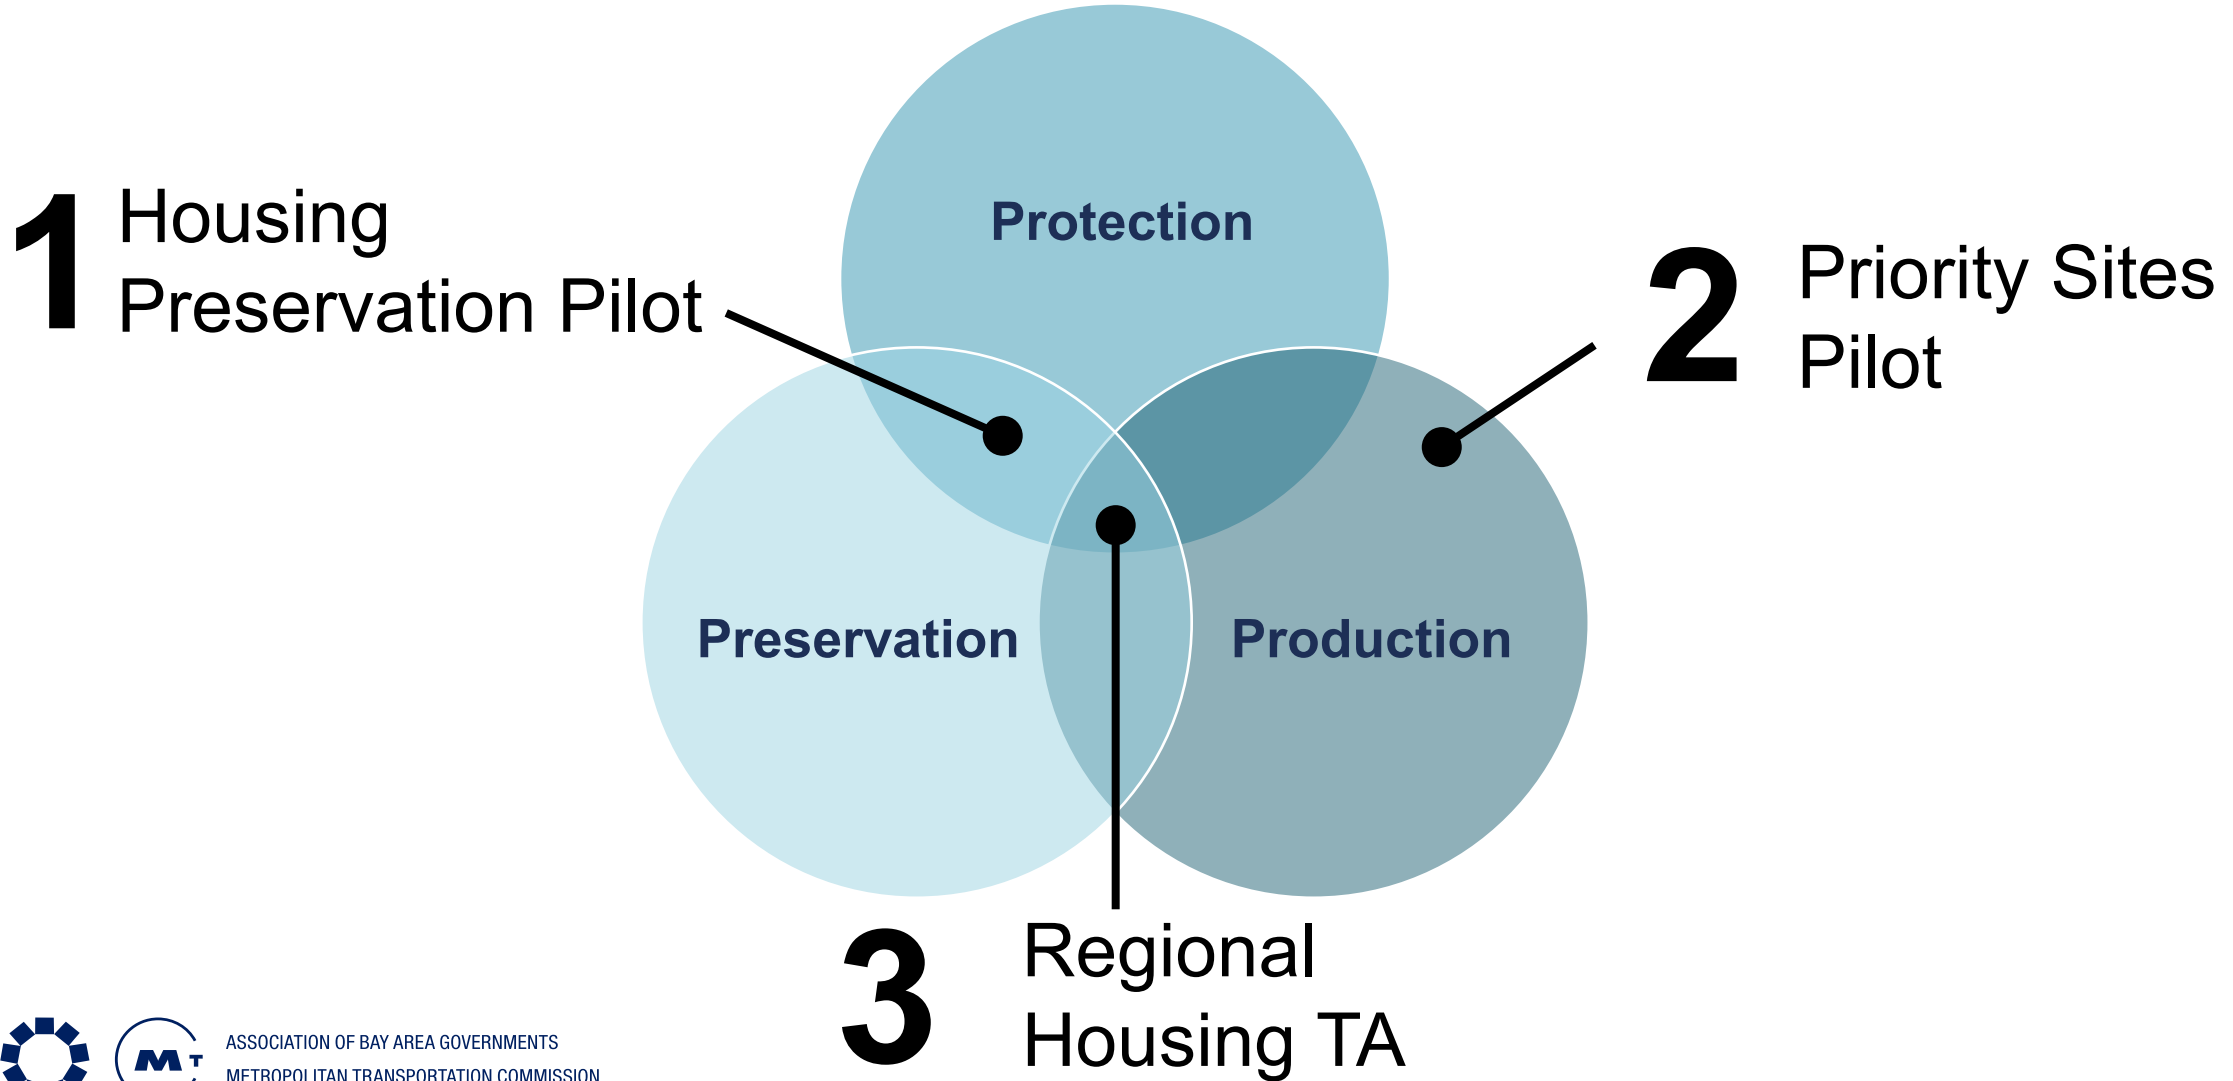 Protection
1
Housing
Preservation Pilot
2
Priority Sites
Pilot
Preservation
Production
3
Regional
Housing TA
M T
ASSOCIATION OF BAY AREA GOVERNMENTS
METROPOLITAN TRANSPORTATION COMMISSION